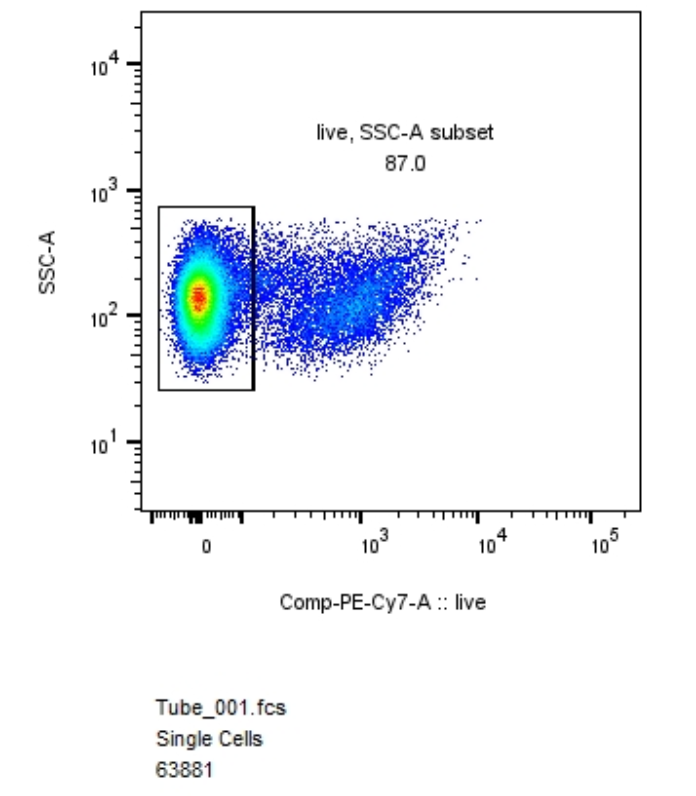 10^4
live, SSC-A subset
87.0
10^3
SSC-A
10^2
10^1
0 10^3 10^4 10^5
Comp-PE-Cy7-A :: live
Tube_001.fcs
Single Cells
63881